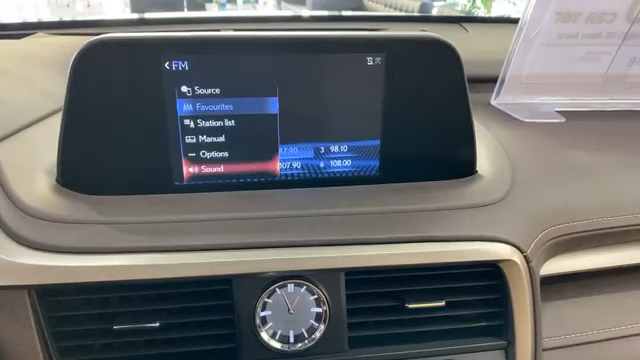 < FM
Source
Favourites
Station list
Manual
Options
Sound
87.90 3 98.10
107.90 6 108.00